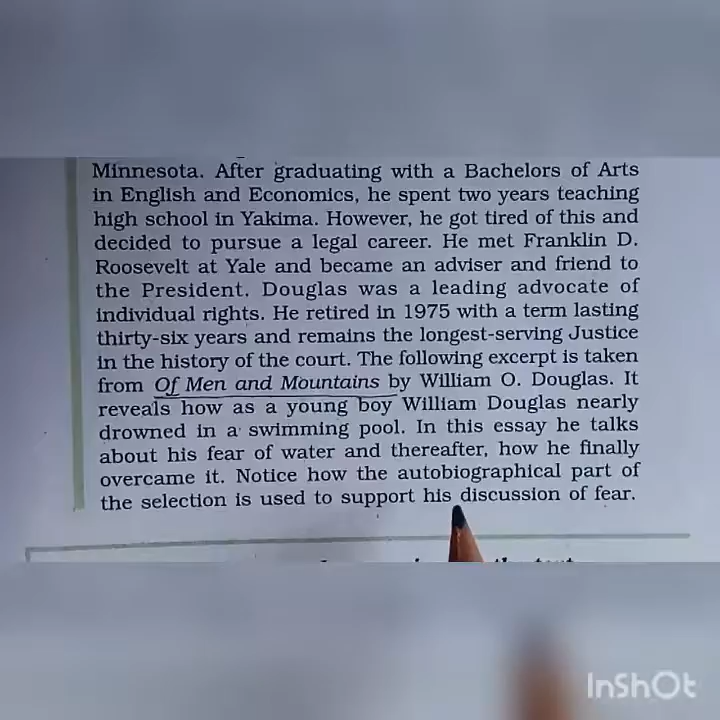 Minnesota. After graduating with a Bachelors of Arts
in English and Economics, he spent two years teaching
high school in Yakima. However, he got tired of this and
decided to pursue a legal career. He met Franklin D.
Roosevelt at Yale and became an adviser and friend to
the President. Douglas was a leading advocate of
individual rights. He retired in 1975 with a term lasting
thirty-six years and remains the longest-serving Justice
in the history of the court. The following excerpt is taken
from Of Men and Mountains by William O. Douglas. It
reveals how as a young boy William Douglas nearly
drowned in a swimming pool. In this essay he talks
about his fear of water and thereafter, how he finally
overcame it. Notice how the autobiographical part of
the selection is used to support his discussion of fear.
InShOt